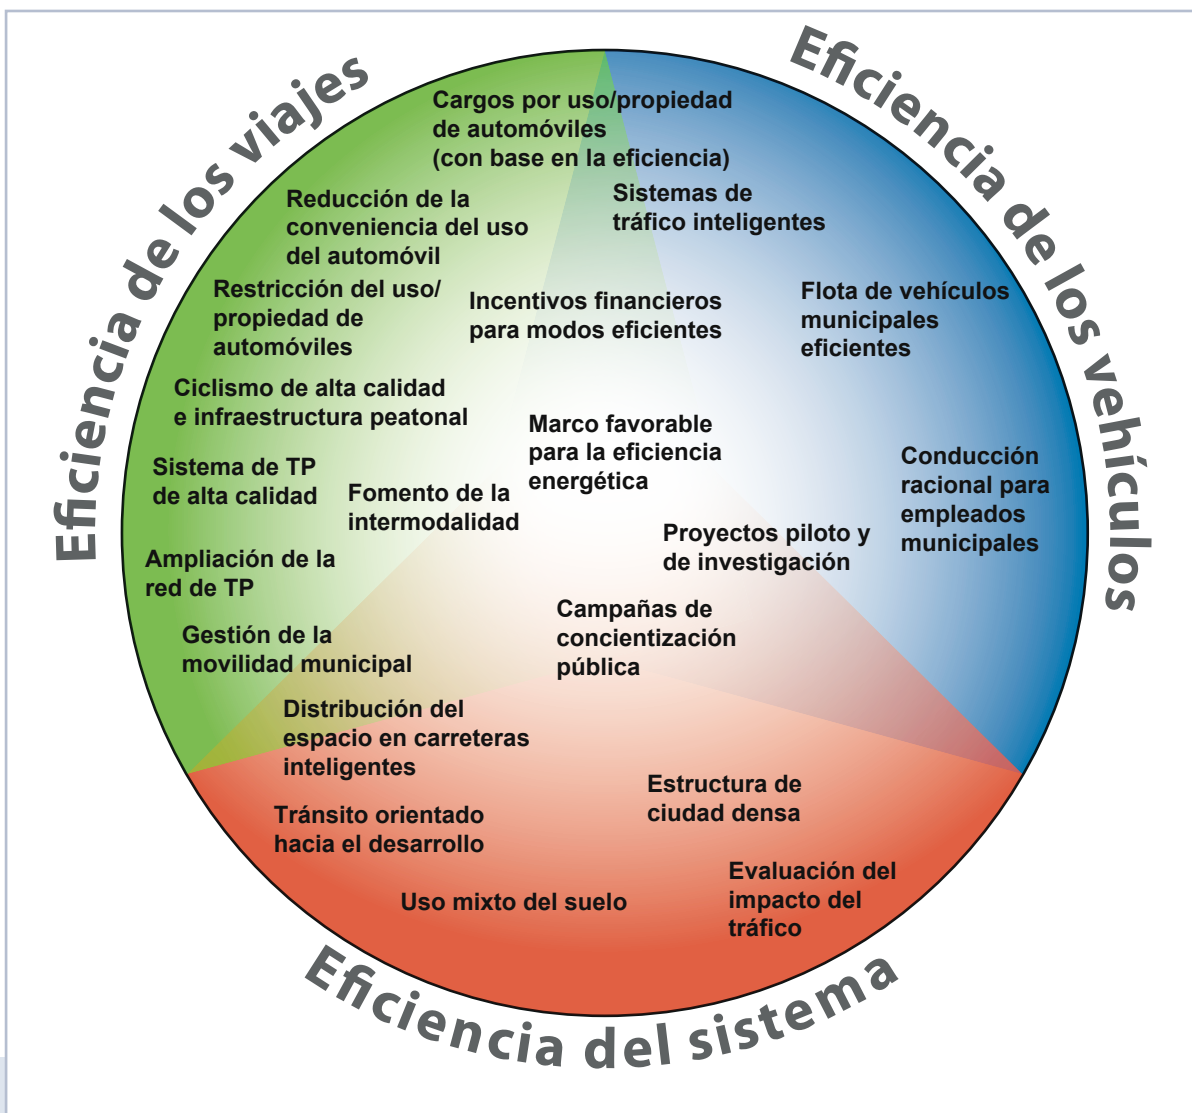 Eficiencia de los viajes
Eficiencia de los vehículos
Cargos por uso/propiedad
de automóviles
(con base en la eficiencia)
Sistemas de
tráfico inteligentes
Reducción de la
conveniencia del uso
del automóvil
Restricción del uso/
propiedad de
automóviles
Incentivos financieros
para modos eficientes
Flota de vehículos
municipales
eficientes
Ciclismo de alta calidad
e infraestructura peatonal
Marco favorable
para la eficiencia
energética
Conducción
racional para
empleados
municipales
Sistema de TP
de alta calidad
Fomento de la
intermodalidad
Proyectos piloto y
de investigación
Ampliación de la
red de TP
Campañas de
concientización
pública
Gestión de la
movilidad municipal
Distribución del
espacio en carreteras
inteligentes
Estructura de
ciudad densa
Tránsito orientado
hacia el desarrollo
Evaluación del
impacto del
tráfico
Uso mixto del suelo
Eficiencia del sistema